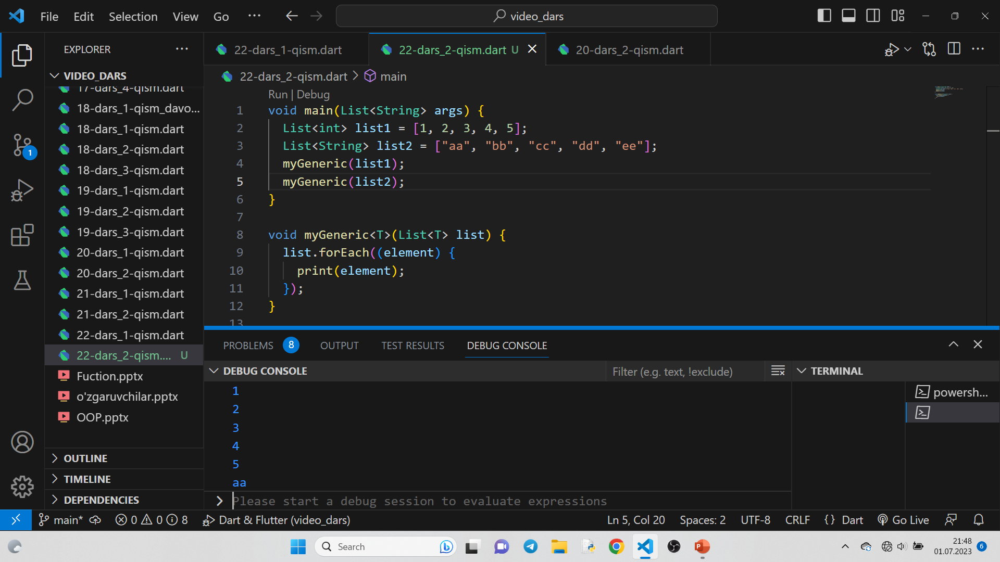 File Edit Selection View Go ··· video_dars
EXPLORER ···
VIDEO_DARS
17-dars_4-qism.dart
18-dars_1-qism_davo...
18-dars_1-qism.dart
18-dars_2-qism.dart
18-dars_3-qism.dart
19-dars_1-qism.dart
19-dars_2-qism.dart
19-dars_3-qism.dart
20-dars_1-qism.dart
20-dars_2-qism.dart
21-dars_1-qism.dart
21-dars_2-qism.dart
22-dars_1-qism.dart
22-dars_2-qism.... U
Fuction.pptx
o'zgaruvchilar.pptx
OOP.pptx
OUTLINE
TIMELINE
DEPENDENCIES
1
22-dars_1-qism.dart 22-dars_2-qism.dart U 20-dars_2-qism.dart
22-dars_2-qism.dart > main
Run | Debug
1 void main(List<String> args) {
2 List<int> list1 = [1, 2, 3, 4, 5];
3 List<String> list2 = ["aa", "bb", "cc", "dd", "ee"];
4 myGeneric(list1);
5 myGeneric(list2);
6 }
7
8 void myGeneric<T>(List<T> list) {
9 list.forEach((element) {
10 print(element);
11 });
12 }
13
PROBLEMS 8 OUTPUT TEST RESULTS DEBUG CONSOLE
DEBUG CONSOLE Filter (e.g. text, !exclude) TERMINAL
1
2
3
4
5
aa
powersh...
> Please start a debug session to evaluate expressions
main* 0 0 8 Dart & Flutter (video_dars) Ln 5, Col 20 Spaces: 2 UTF-8 CRLF {} Dart Go Live
Search
21:48
01.07.2023 6